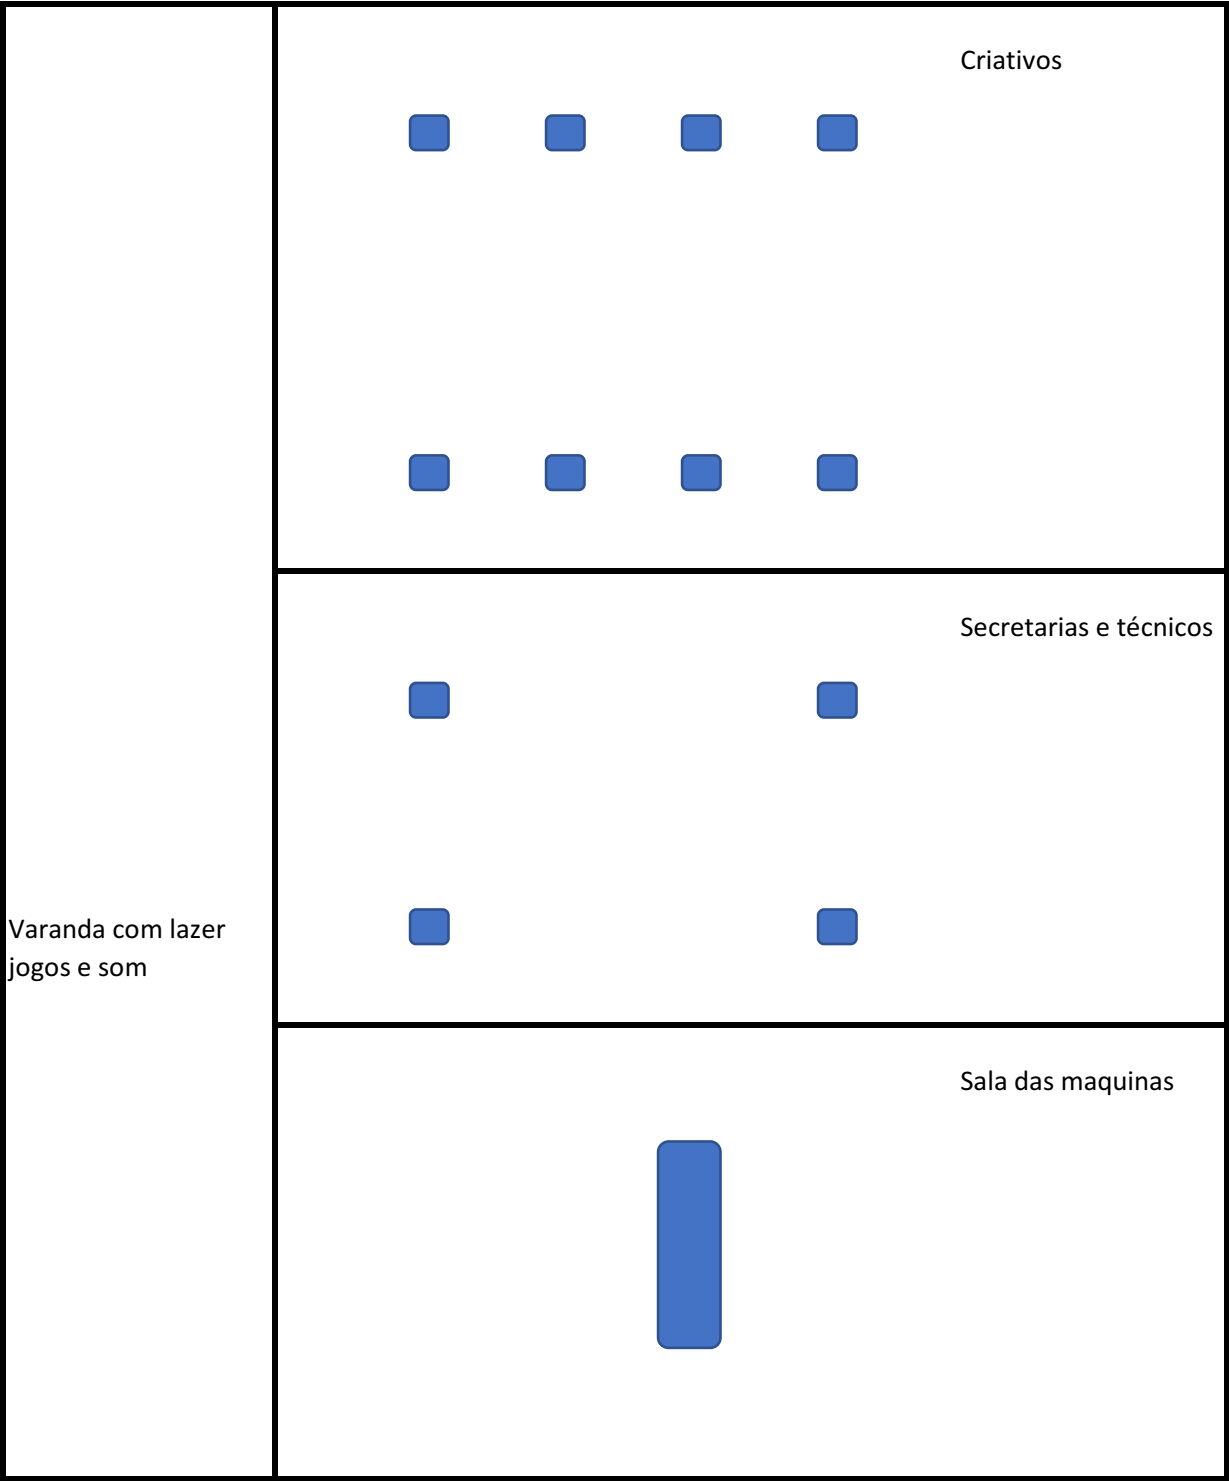 Criativos
Secretarias e técnicos
Varanda com lazer
jogos e som
Sala das maquinas